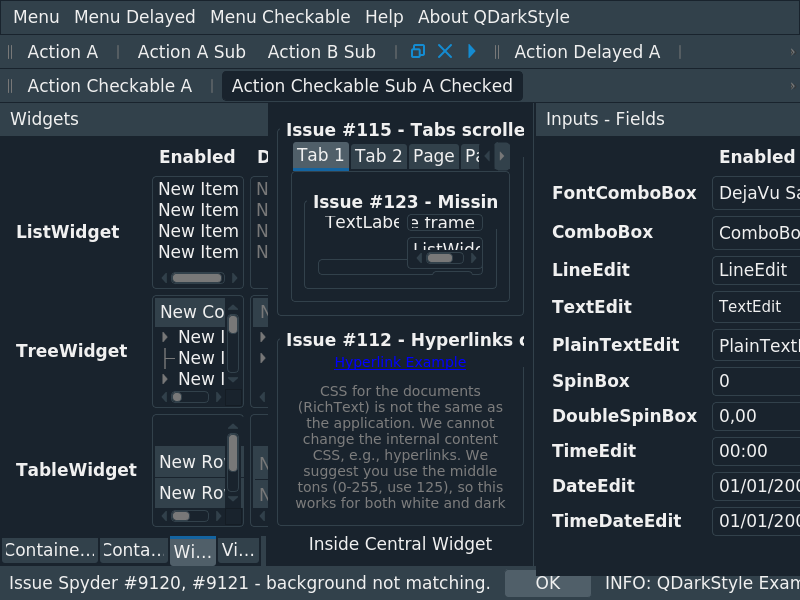 Menu Menu Delayed Menu Checkable Help About QDarkStyle
Action A Action A Sub Action B Sub Action Delayed A
Action Checkable A Action Checkable Sub A Checked
Widgets
Enabled D
ListWidget
New Item N
New Item N
New Item N
New Item N
TreeWidget
New Co N
New I
New I
New I
TableWidget
New Ro N
New Ro N
Containe... Conta... Wi... Vi...
Issue #115 - Tabs scrolle
Tab 1 Tab 2 Page Pa
Issue #123 - Missin
TextLabe e frame
ListWidg
Issue #112 - Hyperlinks c
Hyperlink Example
CSS for the documents
(RichText) is not the same as
the application. We cannot
change the internal content
CSS, e.g., hyperlinks. We
suggest you use the middle
tons (0-255, use 125), so this
works for both white and dark
Inside Central Widget
Inputs - Fields
Enabled
FontComboBox DejaVu Sa
ComboBox ComboBo
LineEdit LineEdit
TextEdit TextEdit
PlainTextEdit PlainTextE
SpinBox 0
DoubleSpinBox 0,00
TimeEdit 00:00
DateEdit 01/01/200
TimeDateEdit 01/01/200
Issue Spyder #9120, #9121 - background not matching. OK INFO: QDarkStyle Exam